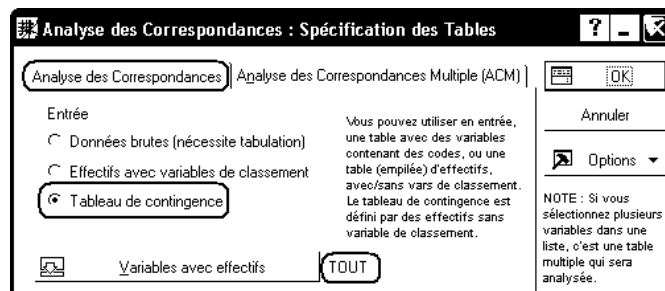 Analyse des Correspondances : Spécification des Tables
?
Analyse des Correspondances
Analyse des Correspondances Multiple (ACM)
Entrée
Données brutes (nécessite tabulation)
Effectifs avec variables de classement
Tableau de contingence
Vous pouvez utiliser en entrée,
une table avec des variables
contenant des codes, ou une
table (empilée) d'effectifs,
avec/sans vars de classement.
Le tableau de contingence est
défini par des effectifs sans
variable de classement.
Variables avec effectifs
TOUT
OK
Annuler
Options
NOTE : Si vous
sélectionnez plusieurs
variables dans une
liste, c'est une table
multiple qui sera
analysée.